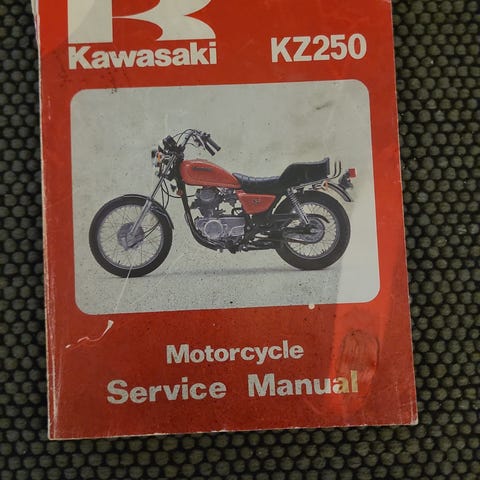 Kawasaki KZ250
Motorcycle
Service Manual